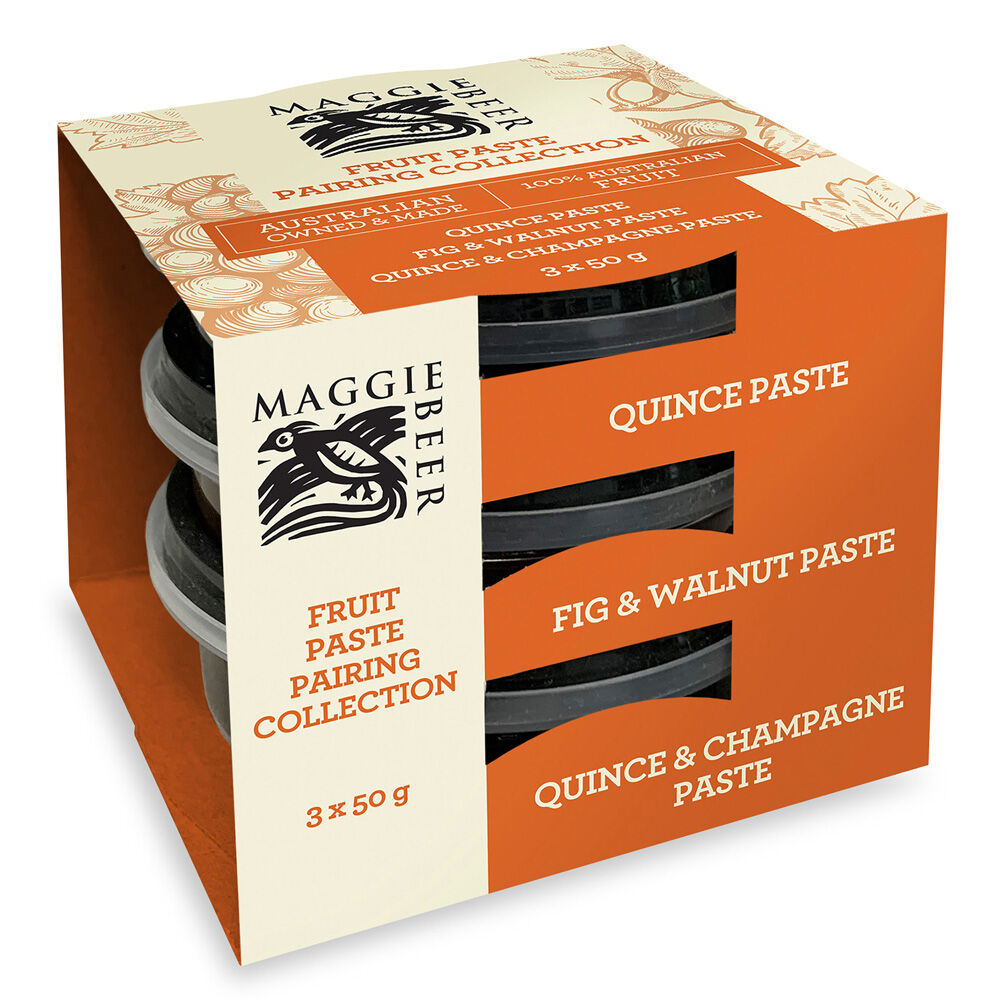 MAGGIE
BEER
FRUIT PASTE
PAIRING COLLECTION
AUSTRALIAN
OWNED & MADE
100% AUSTRALIAN
FRUIT
QUINCE PASTE
FIG & WALNUT PASTE
QUINCE & CHAMPAGNE PASTE
3 x 50 g
MAGGIE
BEER
FRUIT
PASTE
PAIRING
COLLECTION
3 x 50 g
QUINCE PASTE
FIG & WALNUT PASTE
QUINCE & CHAMPAGNE
PASTE